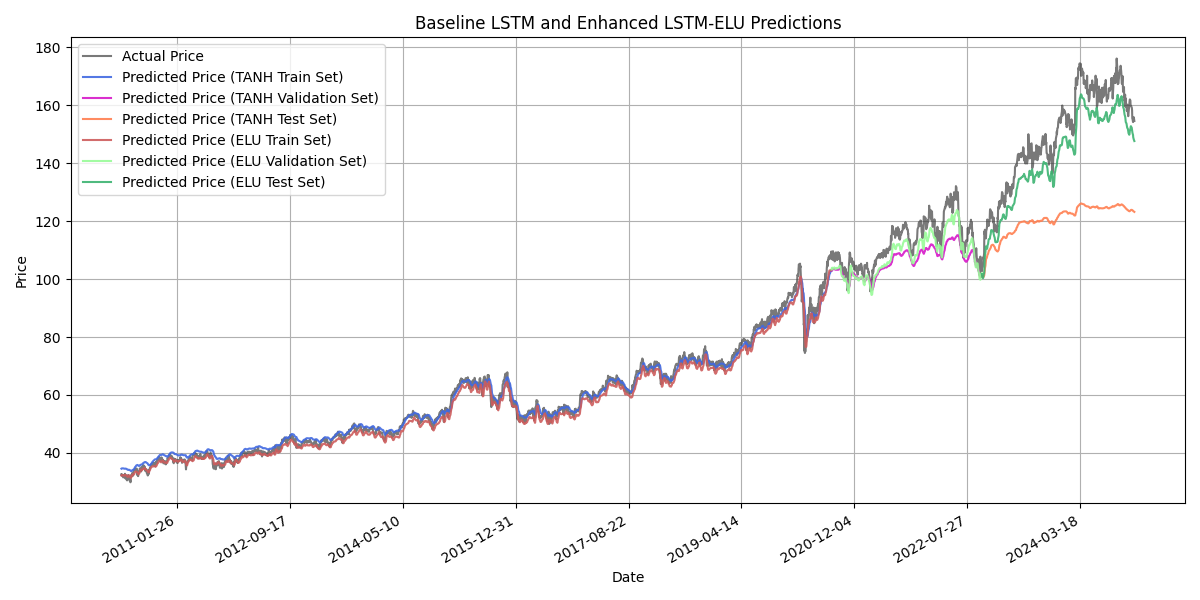 Baseline LSTM and Enhanced LSTM-ELU Predictions
Actual Price
Predicted Price (TANH Train Set)
Predicted Price (TANH Validation Set)
Predicted Price (TANH Test Set)
Predicted Price (ELU Train Set)
Predicted Price (ELU Validation Set)
Predicted Price (ELU Test Set)
Price
180
160
140
120
100
80
60
40
2011-01-26
2012-09-17
2014-05-10
2015-12-31
2017-08-22
2019-04-14
2020-12-04
2022-07-27
2024-03-18
Date